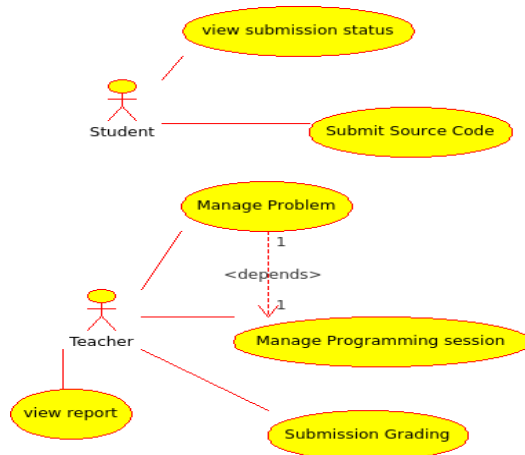 view submission status
Student
Submit Source Code
Manage Problem
1
<depends>
1
Teacher
Manage Programming session
view report
Submission Grading